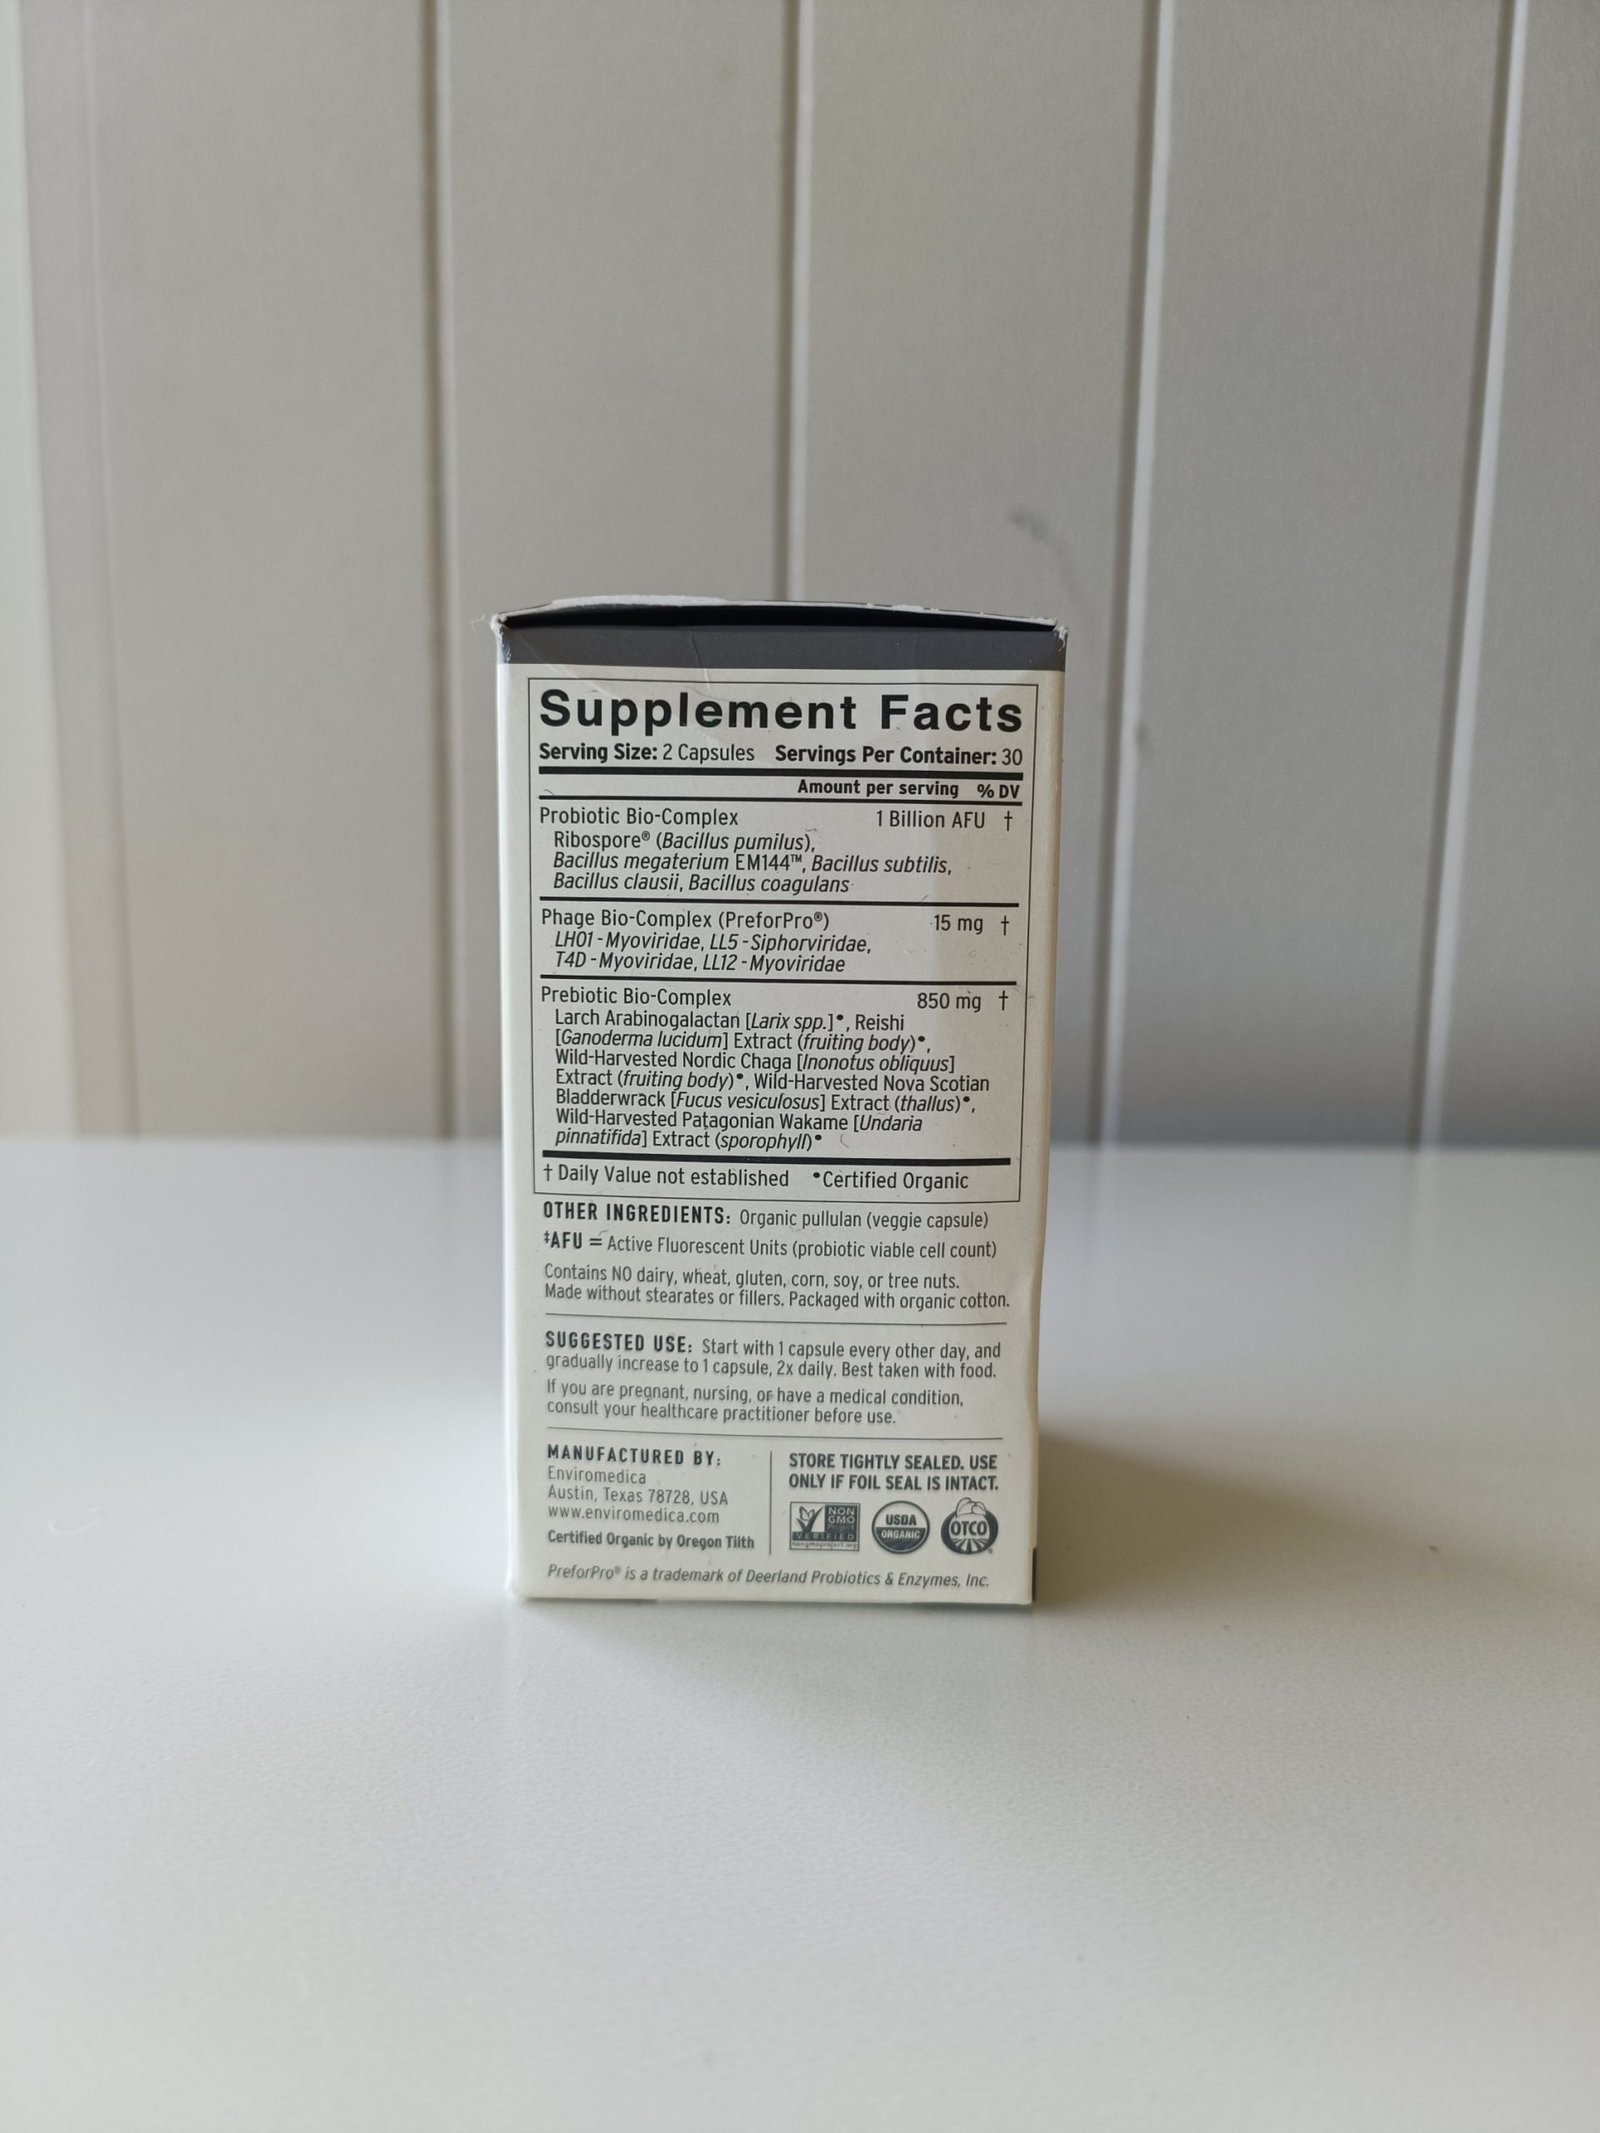 Supplement Facts
Serving Size: 2 Capsules Servings Per Container: 30
Amount per serving % DV
Probiotic Bio-Complex 1 Billion AFU †
Ribospore® (Bacillus pumilus),
Bacillus megaterium EM144™, Bacillus subtilis,
Bacillus clausii, Bacillus coagulans
Phage Bio-Complex (PreforPro®) 15 mg †
LH01 - Myoviridae, LL5 - Siphorviridae,
T4D - Myoviridae, LL12 - Myoviridae
Prebiotic Bio-Complex 850 mg †
Larch Arabinogalactan [Larix spp.]•, Reishi
[Ganoderma lucidum] Extract (fruiting body)•,
Wild-Harvested Nordic Chaga [Inonotus obliquus]
Extract (fruiting body)•, Wild-Harvested Nova Scotian
Bladderwrack [Fucus vesiculosus] Extract (thallus)•,
Wild-Harvested Patagonian Wakame [Undaria
pinnatifida] Extract (sporophyll)•
† Daily Value not established •Certified Organic
OTHER INGREDIENTS: Organic pullulan (veggie capsule)
‡AFU = Active Fluorescent Units (probiotic viable cell count)
Contains NO dairy, wheat, gluten, corn, soy, or tree nuts.
Made without stearates or fillers. Packaged with organic cotton.
SUGGESTED USE: Start with 1 capsule every other day, and
gradually increase to 1 capsule, 2x daily. Best taken with food.
If you are pregnant, nursing, or have a medical condition,
consult your healthcare practitioner before use.
MANUFACTURED BY:
Enviromedica
Austin, Texas 78728, USA
www.enviromedica.com
Certified Organic by Oregon Tilth
STORE TIGHTLY SEALED. USE
ONLY IF FOIL SEAL IS INTACT.
NON
GMO
Project
VERIFIED
nongmoproject.org
USDA
ORGANIC
OTCO
PreforPro® is a trademark of Deerland Probiotics & Enzymes, Inc.